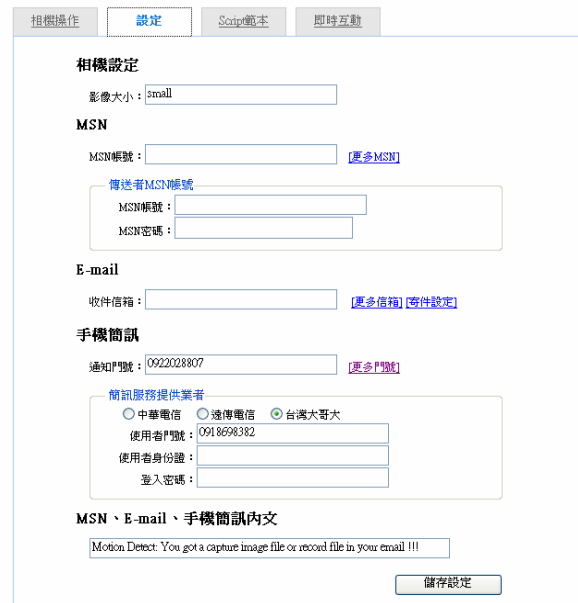 相機操作 設定 Script範本 即時互動
相機設定
影像大小： small
MSN
MSN帳號： [更多MSN]
傳送者MSN帳號
MSN帳號：
MSN密碼：
E-mail
收件信箱： [更多信箱] [寄件設定]
手機簡訊
通知門號： 0922028807 [更多門號]
簡訊服務提供業者
中華電信 遠傳電信 台灣大哥大
使用者門號： 0918698382
使用者身份證：
登入密碼：
MSN、E-mail、手機簡訊內文
Motion Detect: You got a capture image file or record file in your email !!!
儲存設定